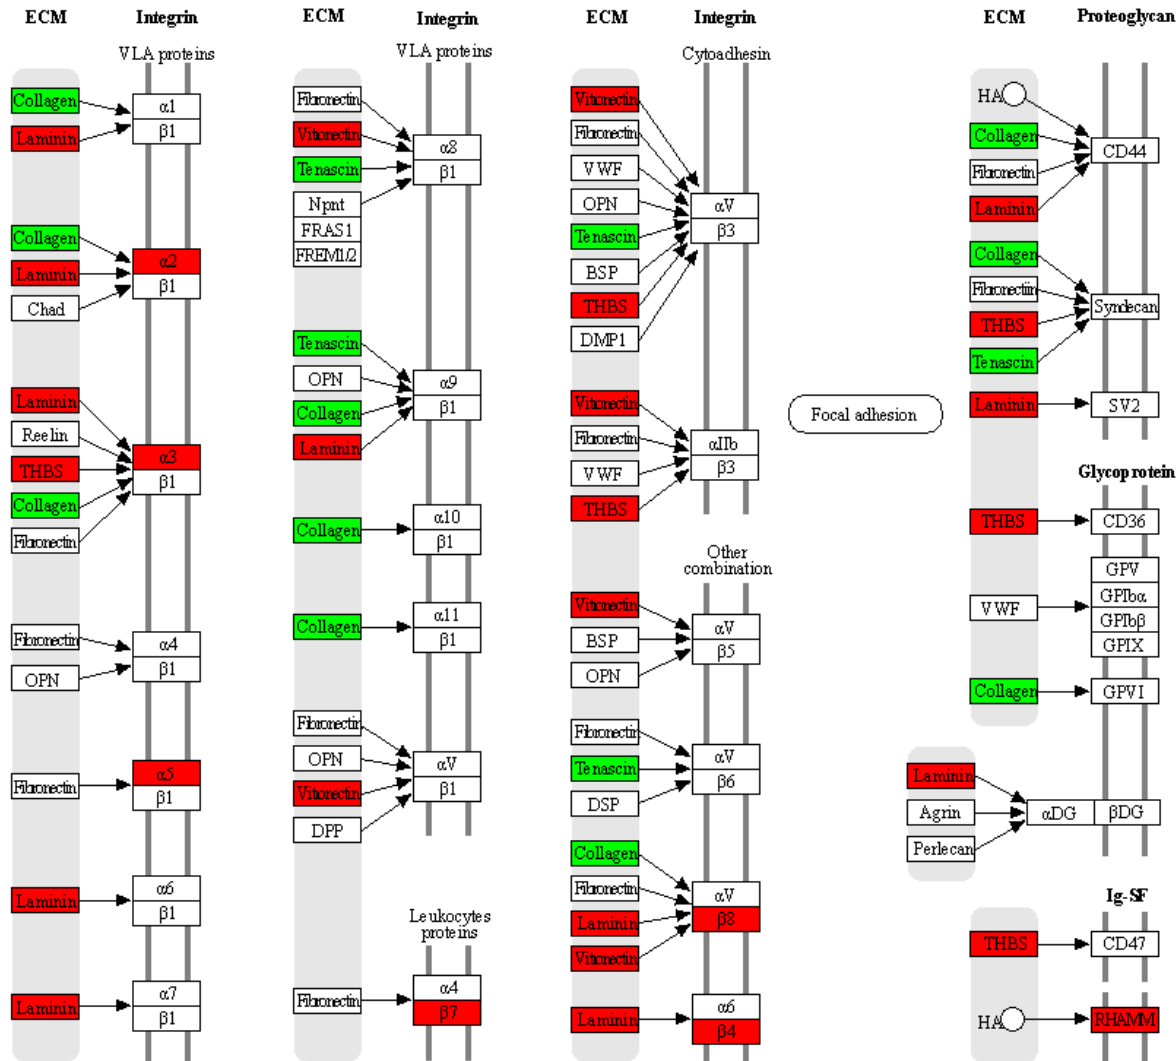 ECM
Integrin
VLA proteins
Collagen
Laminin
α1
β1
Collagen
Laminin
Chad
α2
β1
Laminin
Reelin
THBS
Collagen
Fibronectin
α3
β1
Fibronectin
OPN
α4
β1
Fibronectin
α5
β1
Laminin
α6
β1
Laminin
α7
β1
ECM
Integrin
VLA proteins
Fibronectin
Vitronectin
Tenascin
Npnt
FRAS1
FREM1/2
α8
β1
Tenascin
OPN
Collagen
Laminin
α9
β1
Collagen
α10
β1
Collagen
α11
β1
Fibronectin
OPN
Vitronectin
DPP
αV
β1
Leukocytes
proteins
Fibronectin
α4
β7
ECM
Integrin
Cytoadhesin
Vitronectin
Fibronectin
VWF
OPN
Tenascin
BSP
THBS
DMP1
αV
β3
Vitronectin
Fibronectin
VWF
THBS
αIIb
β3
Other
combination
Vitronectin
BSP
OPN
αV
β5
Fibronectin
Tenascin
DSP
αV
β6
Collagen
Fibronectin
Laminin
Vitronectin
αV
β8
Laminin
α6
β4
Focal adhesion
ECM
Proteoglycan
HA
Collagen
Fibronectin
Laminin
CD44
Collagen
Fibronectin
THBS
Tenascin
Syndecan
Laminin
SV2
Glycoprotein
THBS
CD36
VWF
GPV
GPIbα
GPIbβ
GPIX
Collagen
GPVI
Laminin
Agrin
Perlecan
αDG
βDG
Ig-SF
THBS
CD47
HA
RHAMM